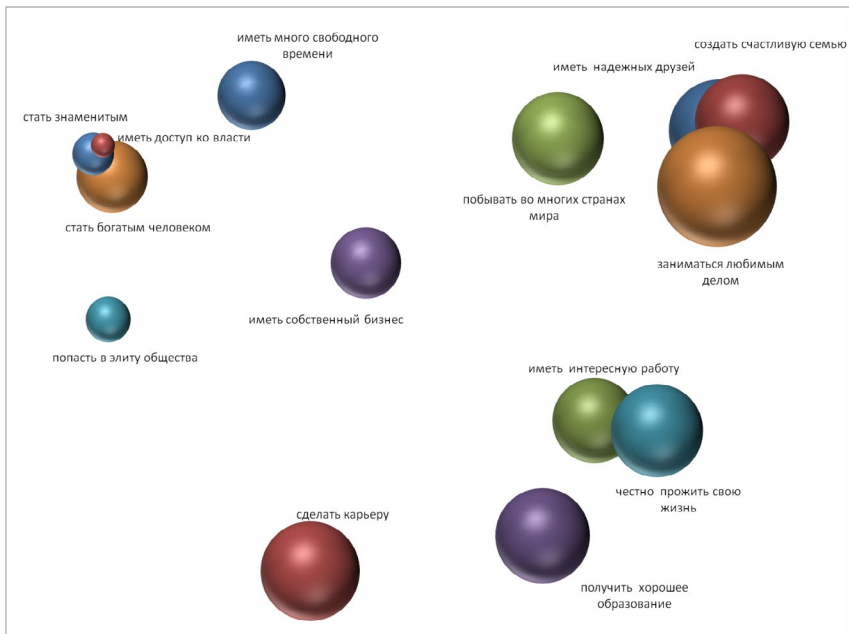 иметь много свободного
времени
создать счастливую семью
иметь надежных друзей
стать знаменитым
иметь доступ ко власти
побывать во многих странах
мира
стать богатым человеком
заниматься любимым
делом
иметь собственный бизнес
попасть в элиту общества
иметь интересную работу
честно прожить свою
жизнь
сделать карьеру
получить хорошее
образование